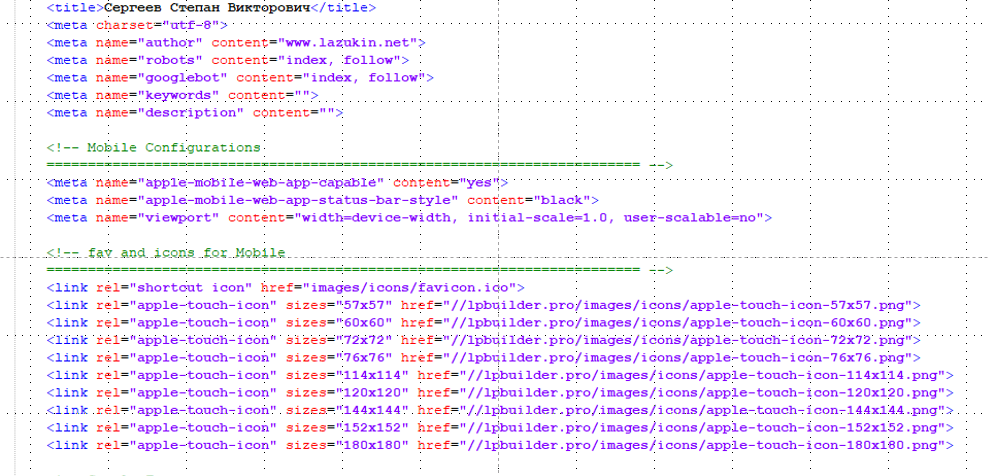 <title>Сергеев Степан Викторович</title>
<meta charset="utf-8">
<meta name="author" content="www.lazukin.net">
<meta name="robots" content="index, follow">
<meta name="googlebot" content="index, follow">
<meta name="keywords" content="">
<meta name="description" content="">
<!-- Mobile Configurations
======================================================================== -->
<meta name="apple-mobile-web-app-capable" content="yes">
<meta name="apple-mobile-web-app-status-bar-style" content="black">
<meta name="viewport" content="width=device-width, initial-scale=1.0, user-scalable=no">
<!-- fav and icons for Mobile
======================================================================== -->
<link rel="shortcut icon" href="images/icons/favicon.ico">
<link rel="apple-touch-icon" sizes="57x57" href="//lpbuilder.pro/images/icons/apple-touch-icon-57x57.png">
<link rel="apple-touch-icon" sizes="60x60" href="//lpbuilder.pro/images/icons/apple-touch-icon-60x60.png">
<link rel="apple-touch-icon" sizes="72x72" href="//lpbuilder.pro/images/icons/apple-touch-icon-72x72.png">
<link rel="apple-touch-icon" sizes="76x76" href="//lpbuilder.pro/images/icons/apple-touch-icon-76x76.png">
<link rel="apple-touch-icon" sizes="114x114" href="//lpbuilder.pro/images/icons/apple-touch-icon-114x114.png">
<link rel="apple-touch-icon" sizes="120x120" href="//lpbuilder.pro/images/icons/apple-touch-icon-120x120.png">
<link rel="apple-touch-icon" sizes="144x144" href="//lpbuilder.pro/images/icons/apple-touch-icon-144x144.png">
<link rel="apple-touch-icon" sizes="152x152" href="//lpbuilder.pro/images/icons/apple-touch-icon-152x152.png">
<link rel="apple-touch-icon" sizes="180x180" href="//lpbuilder.pro/images/icons/apple-touch-icon-180x180.png">